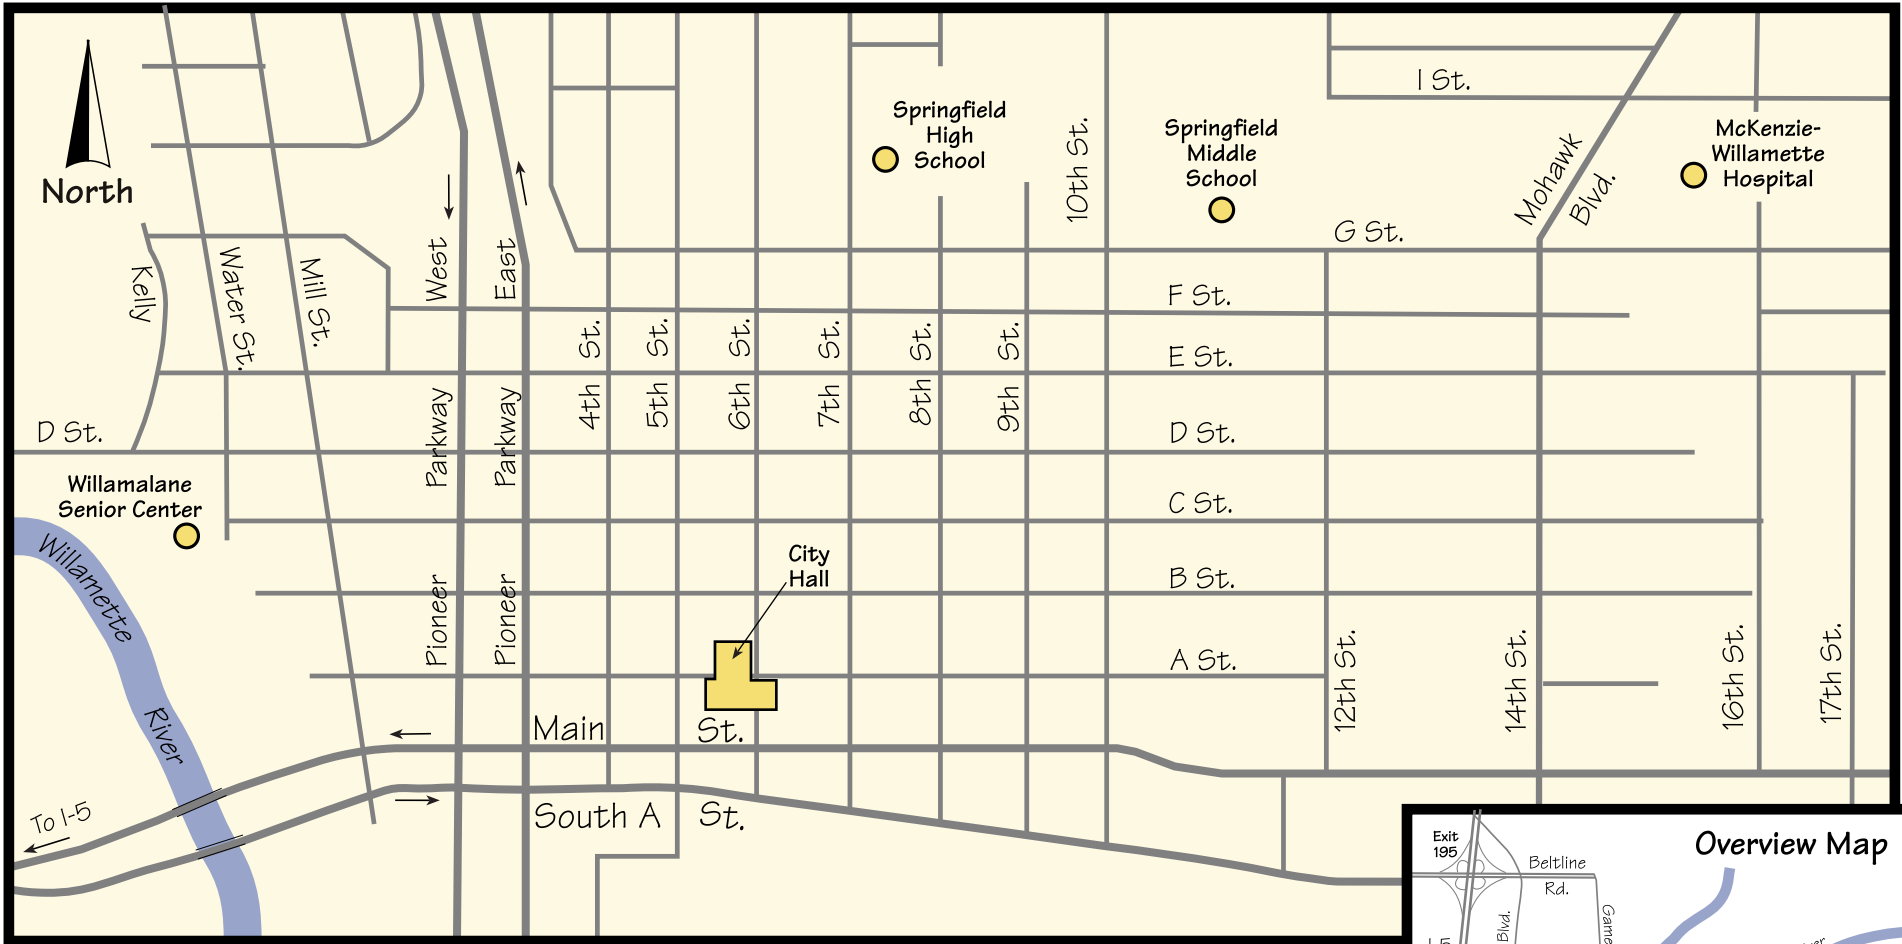 North
Springfield
High
School
Springfield
Middle
School
McKenzie-
Willamette
Hospital
I St.
10th St.
Mohawk
Blvd.
G St.
Kelly
Water St.
Mill St.
West
East
F St.
E St.
4th St.
5th St.
6th St.
7th St.
8th St.
9th St.
D St.
D St.
Parkway
Parkway
Willamalane
Senior Center
C St.
Willamette
River
City
Hall
B St.
Pioneer
Pioneer
A St.
12th St.
14th St.
16th St.
17th St.
Main St.
South A St.
To I-5
Overview Map
Exit
195
Beltline
Rd.
Blvd.